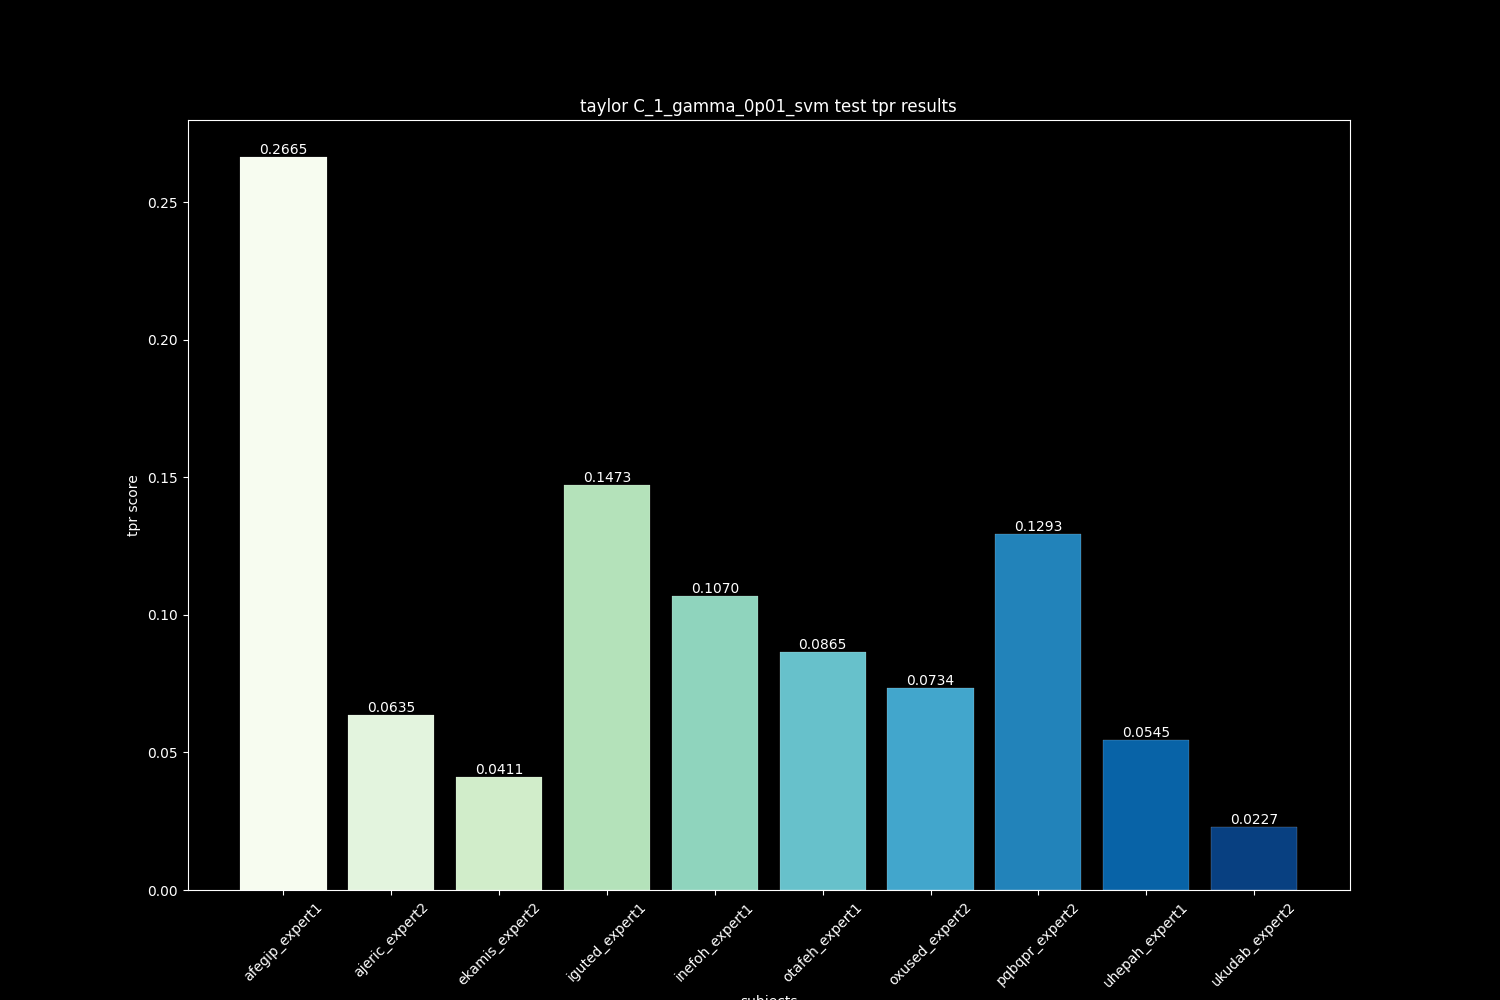 taylor C_1_gamma_0p01_svm test tpr results
tpr score
0.25
0.20
0.15
0.10
0.05
0.00
0.2665
0.0635
0.0411
0.1473
0.1070
0.0865
0.0734
0.1293
0.0545
0.0227
afegip_expert1
ajeric_expert2
ekamis_expert2
iguted_expert1
inefoh_expert1
otafeh_expert1
oxused_expert2
pqbqpr_expert2
uhepah_expert1
ukudab_expert2
subjects